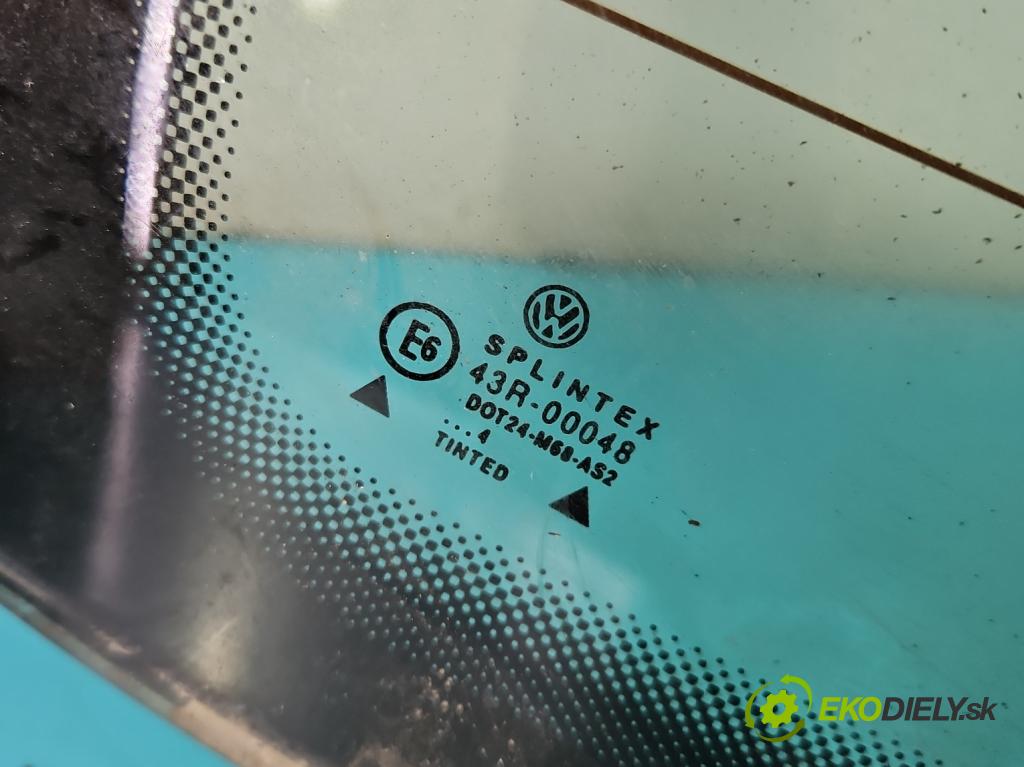 E6
SPLINTEX
43R-00048
DOT24-M68-AS2
...4
TINTED
EKODIELY.sk